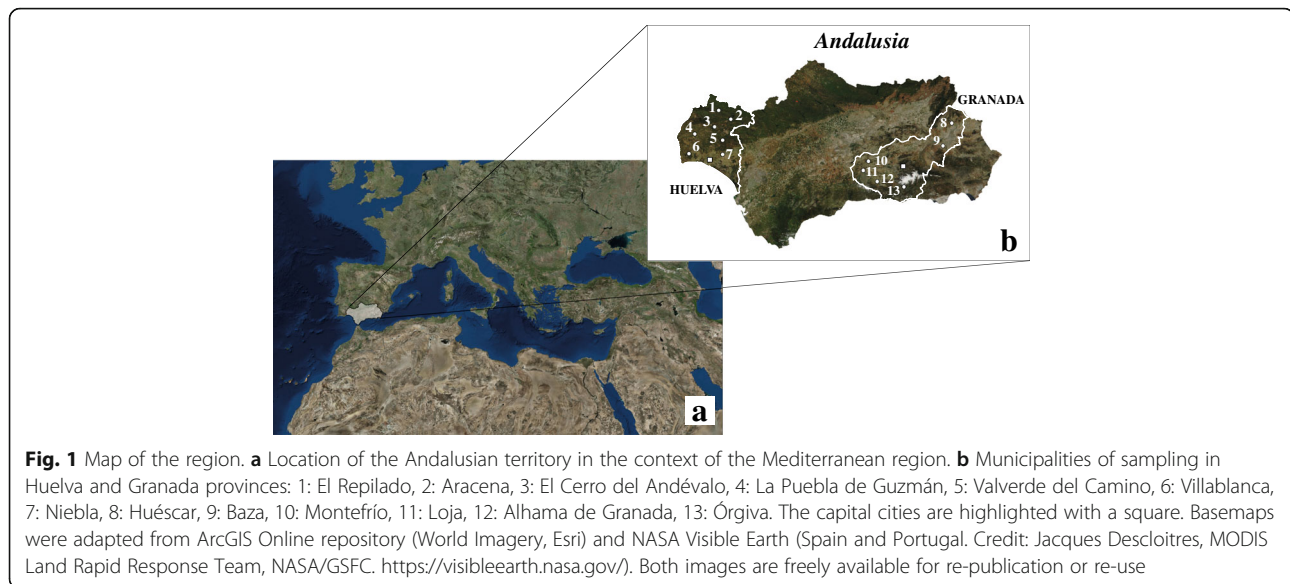 Andalusia
GRANADA
1
2
3
4
5
6
7
8
9
10
11
12
13
HUELVA
b
a
Fig. 1 Map of the region. a Location of the Andalusian territory in the context of the Mediterranean region. b Municipalities of sampling in
Huelva and Granada provinces: 1: El Repilado, 2: Aracena, 3: El Cerro del Andévalo, 4: La Puebla de Guzmán, 5: Valverde del Camino, 6: Villablanca,
7: Niebla, 8: Huéscar, 9: Baza, 10: Montefrío, 11: Loja, 12: Alhama de Granada, 13: Órgiva. The capital cities are highlighted with a square. Basemaps
were adapted from ArcGIS Online repository (World Imagery, Esri) and NASA Visible Earth (Spain and Portugal. Credit: Jacques Descloitres, MODIS
Land Rapid Response Team, NASA/GSFC. https://visibleearth.nasa.gov/). Both images are freely available for re-publication or re-use